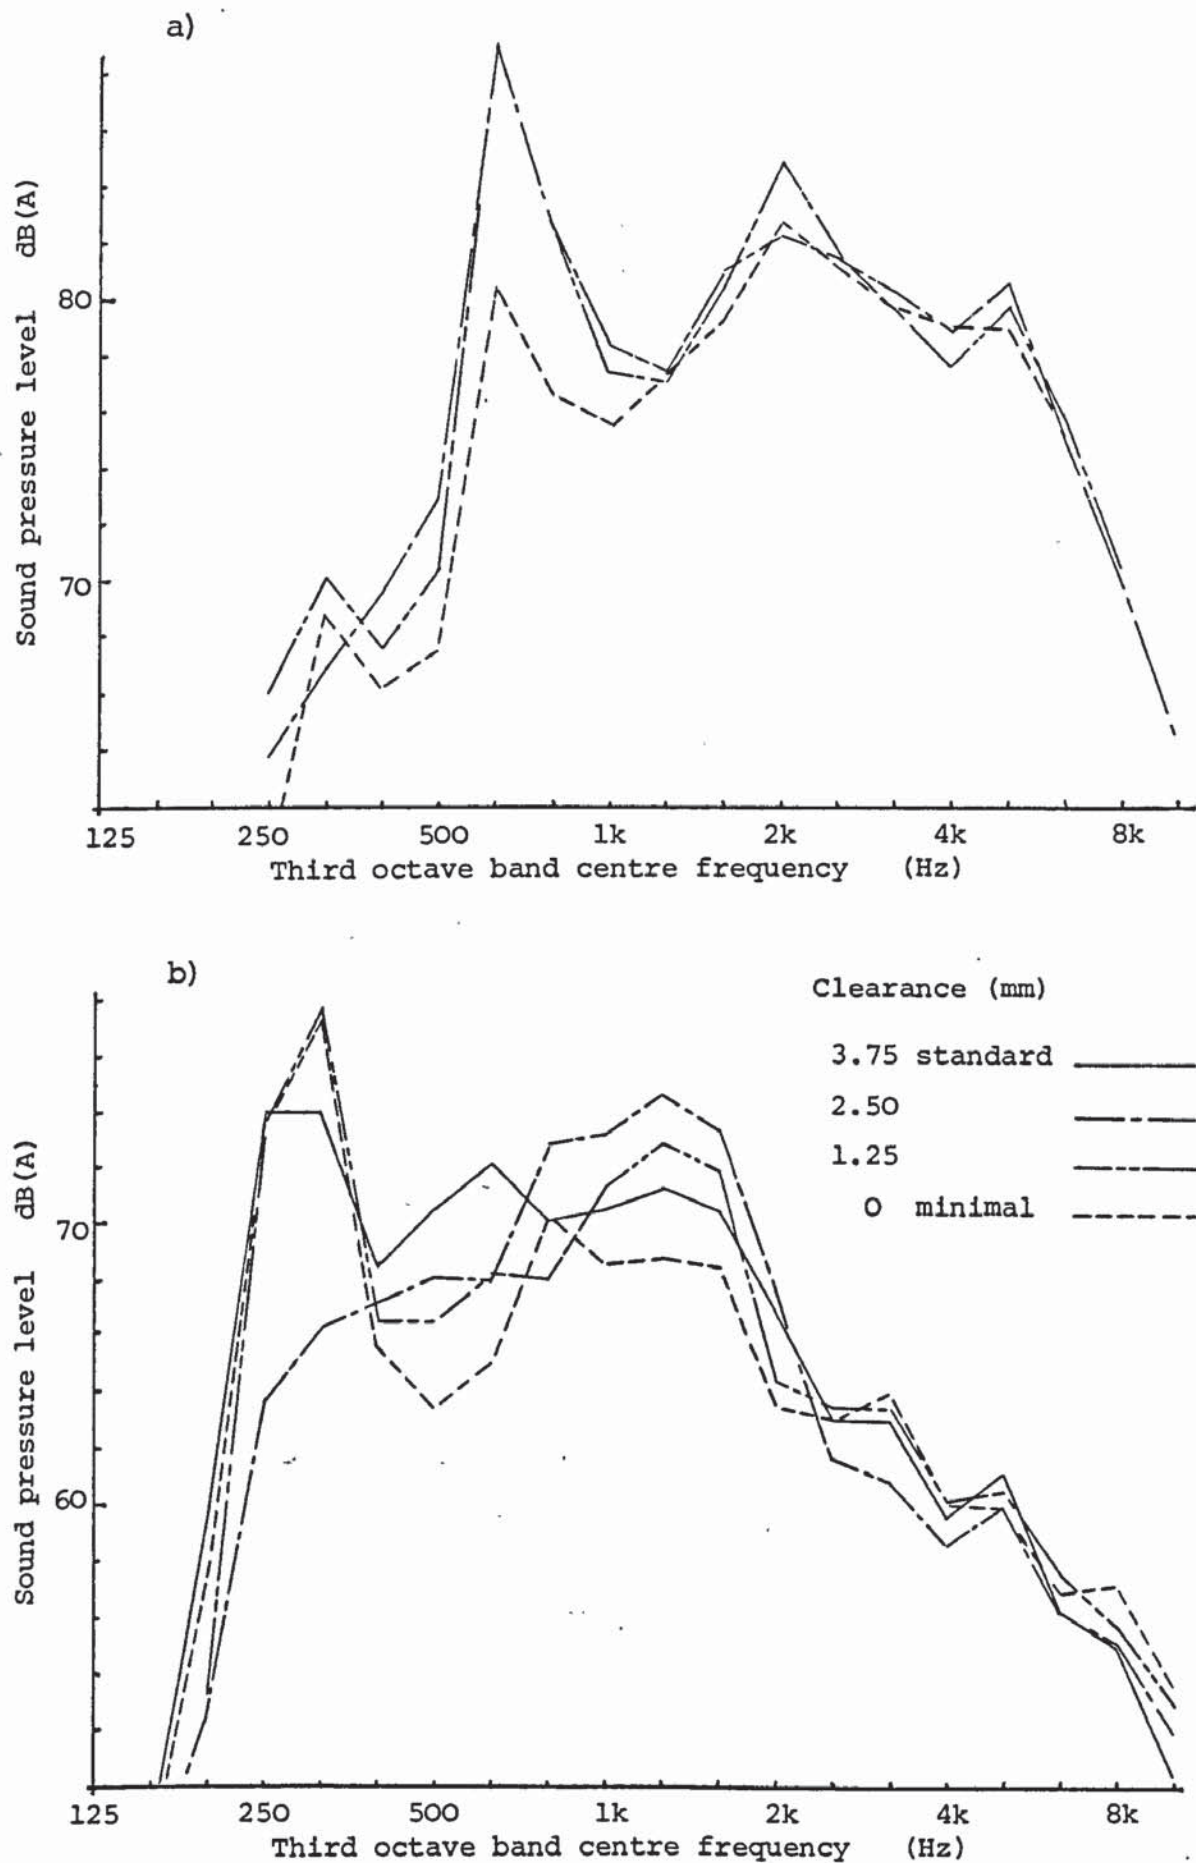 a)
Sound pressure level dB(A)
80
70
125 250 500 1k 2k 4k 8k
Third octave band centre frequency (Hz)
b)
Clearance (mm)
3.75 standard
2.50
1.25
0 minimal
Sound pressure level dB(A)
70
60
125 250 500 1k 2k 4k 8k
Third octave band centre frequency (Hz)